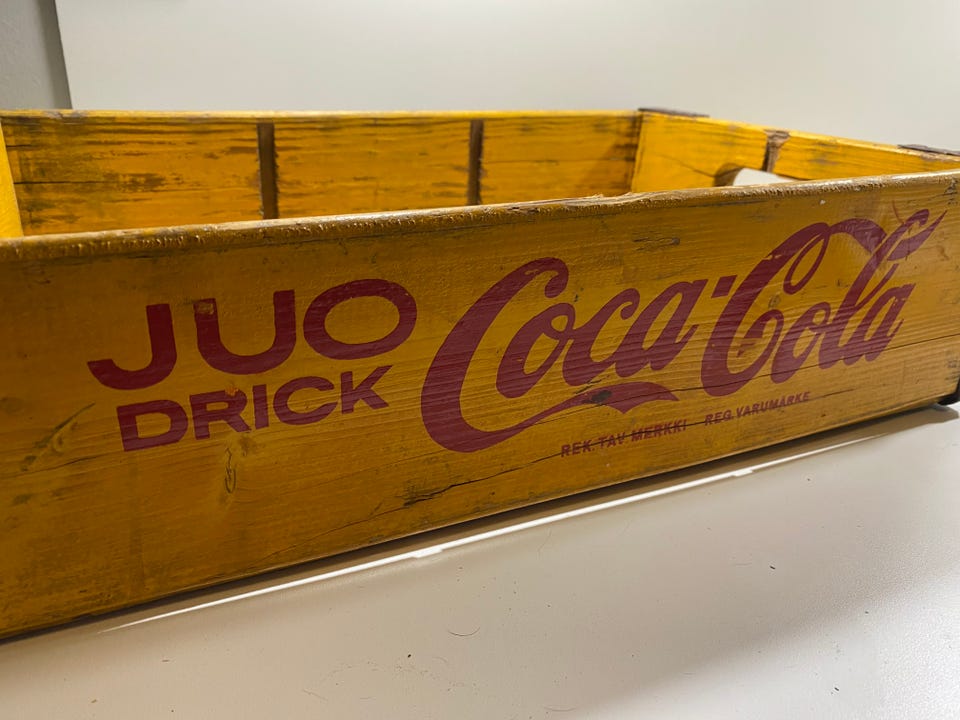 JUO
DRICK
Coca-Cola
REK. TAV. MERKKI REG. VARUMÄRKE